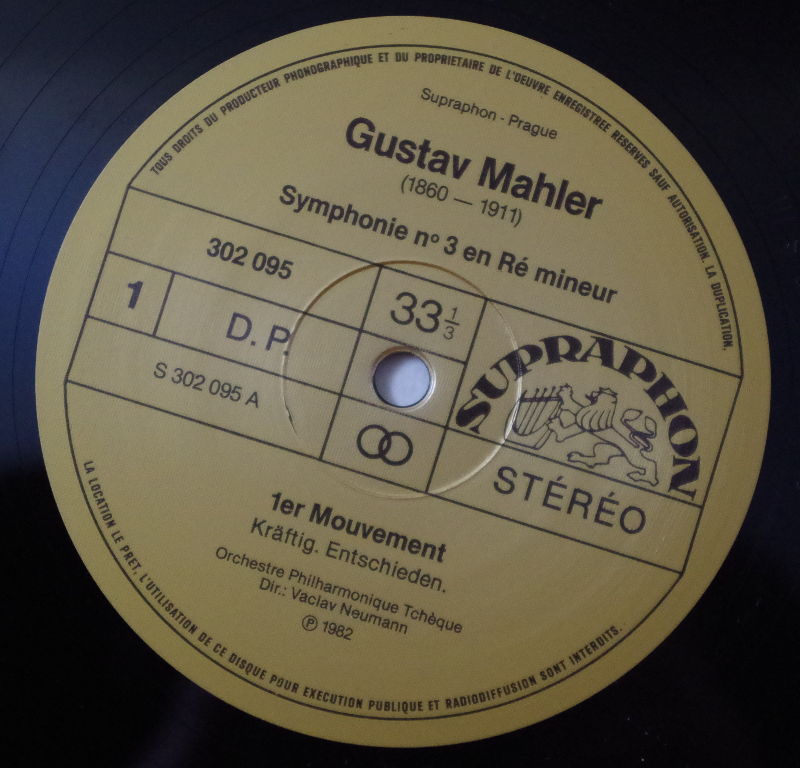 TOUS DROITS DU PRODUCTEUR PHONOGRAPHIQUE ET DU PROPRIETAIRE DE L'OEUVRE ENREGISTREE RESERVES SAUF AUTORISATION. LA DUPLICATION,
Supraphon - Prague
Gustav Mahler
(1860 — 1911)
Symphonie n° 3 en Ré mineur
302 095
33 1/3
1
D. P.
S 302 095 A
SUPRAPHON
STÉRÉO
1er Mouvement
Kräftig. Entschieden.
Orchestre Philharmonique Tchèque
Dir.: Vaclav Neumann
℗ 1982
LA LOCATION LE PRET, L'UTILISATION DE CE DISQUE POUR EXECUTION PUBLIQUE ET RADIODIFFUSION SONT INTERDITS.